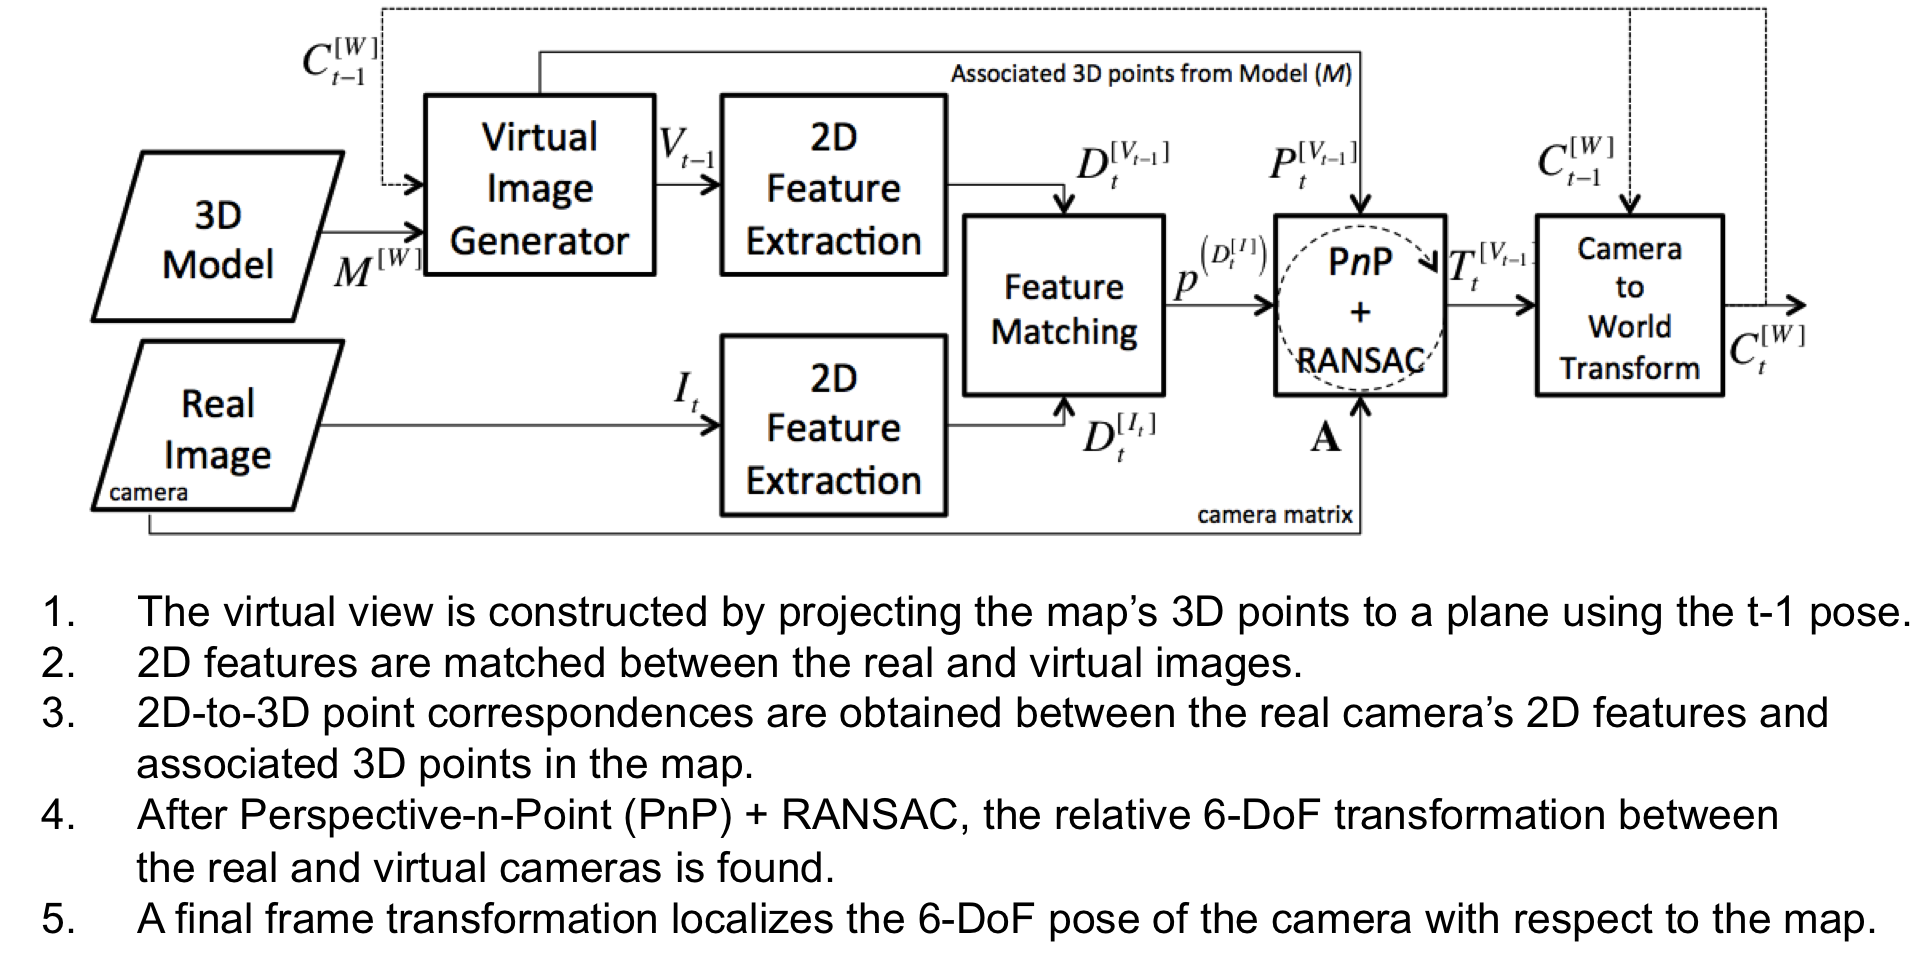 C_{t-1}^{[W]}
Associated 3D points from Model (M)
Virtual
Image
Generator
V_{t-1}
2D
Feature
Extraction
D_t^{[V_{t-1}]}
P_t^{[V_{t-1}]}
C_{t-1}^{[W]}
3D
Model
M^{[W]}
Feature
Matching
p^{(D_t^{[I]})}
PnP
+
RANSAC
T_t^{[V_{t-1}]}
Camera
to
World
Transform
C_t^{[W]}
Real
Image
camera
I_t
2D
Feature
Extraction
D_t^{[I_t]}
A
camera matrix
1. The virtual view is constructed by projecting the map's 3D points to a plane using the t-1 pose.
2. 2D features are matched between the real and virtual images.
3. 2D-to-3D point correspondences are obtained between the real camera's 2D features and
associated 3D points in the map.
4. After Perspective-n-Point (PnP) + RANSAC, the relative 6-DoF transformation between
the real and virtual cameras is found.
5. A final frame transformation localizes the 6-DoF pose of the camera with respect to the map.